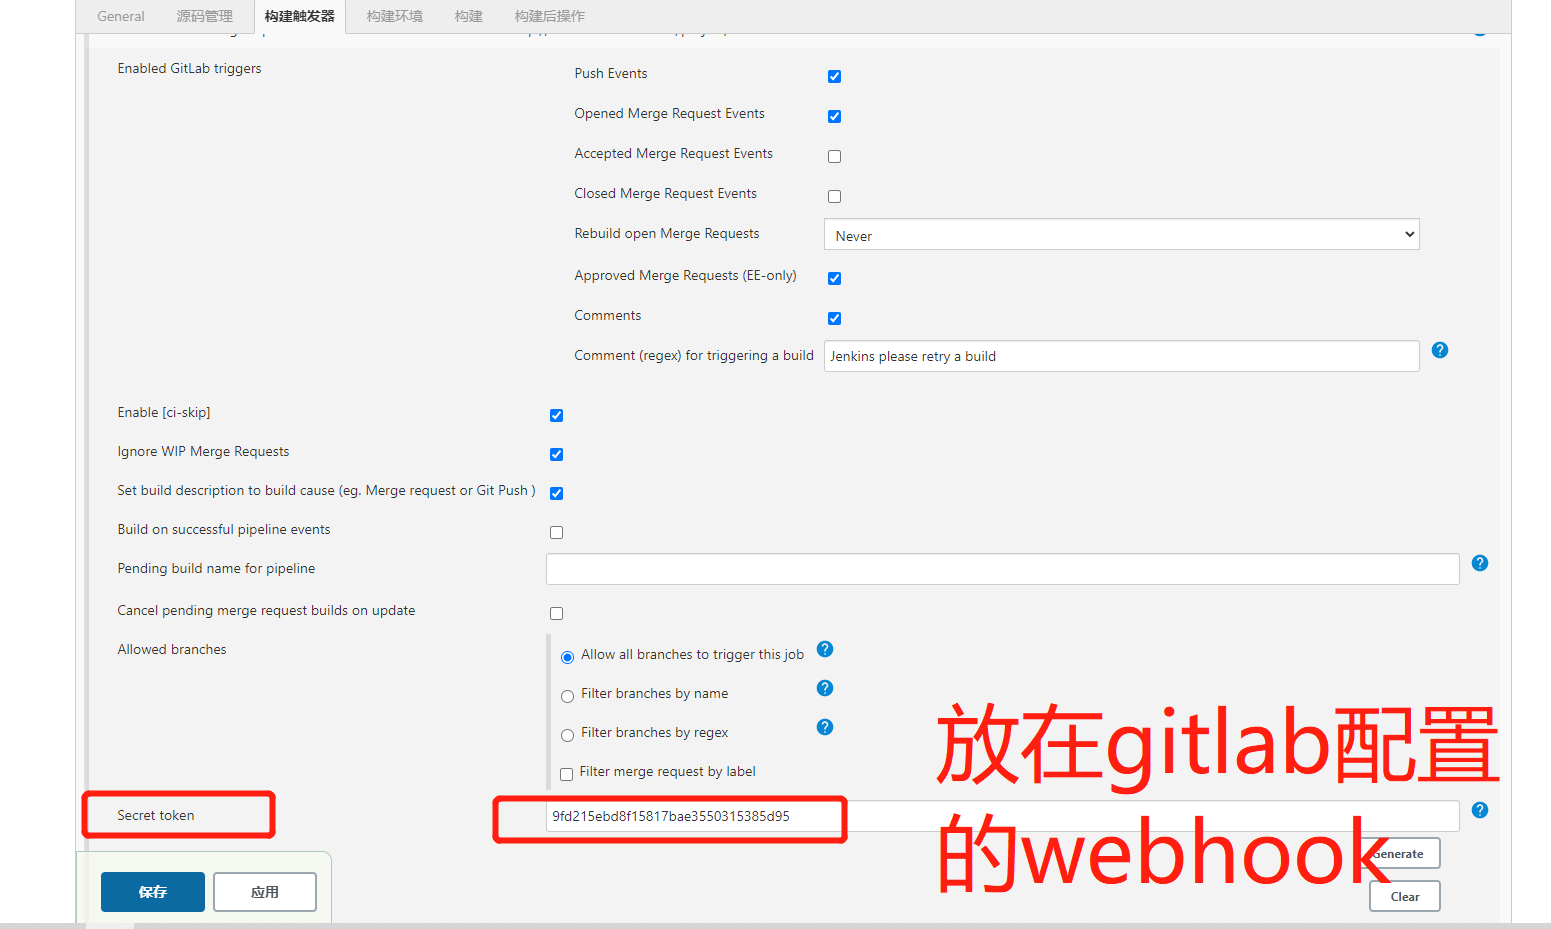 General 源码管理 构建触发器 构建环境 构建 构建后操作
Enabled GitLab triggers
Push Events
Opened Merge Request Events
Accepted Merge Request Events
Closed Merge Request Events
Rebuild open Merge Requests Never
Approved Merge Requests (EE-only)
Comments
Comment (regex) for triggering a build Jenkins please retry a build
Enable [ci-skip]
Ignore WIP Merge Requests
Set build description to build cause (eg. Merge request or Git Push )
Build on successful pipeline events
Pending build name for pipeline
Cancel pending merge request builds on update
Allowed branches
Allow all branches to trigger this job
Filter branches by name
Filter branches by regex
Filter merge request by label
放在gitlab配置
的webhook
Secret token 9fd215ebd8f15817bae3550315385d95
Generate
Clear
保存 应用